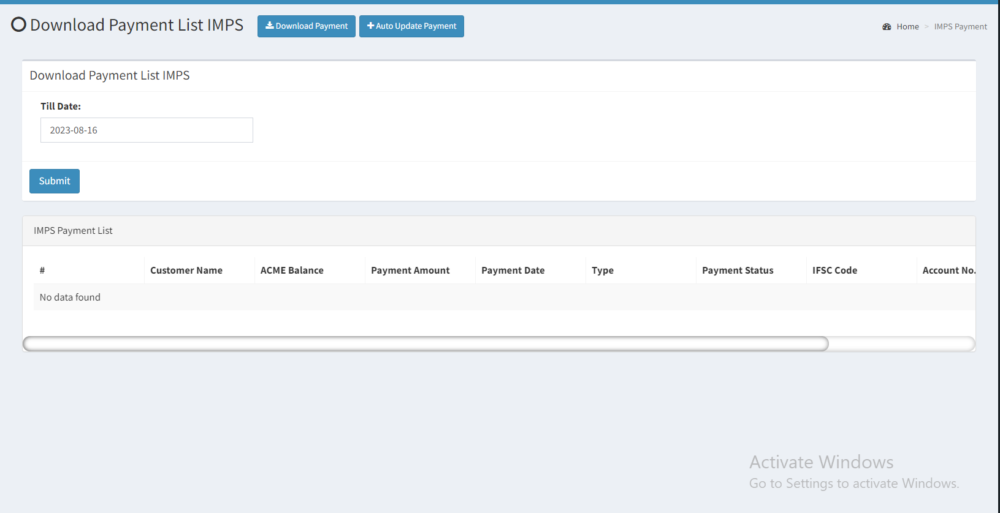 Download Payment List IMPS
Download Payment
Auto Update Payment
Home > IMPS Payment
Download Payment List IMPS
Till Date:
2023-08-16
Submit
IMPS Payment List
# Customer Name ACME Balance Payment Amount Payment Date Type Payment Status IFSC Code Account No.
No data found
Activate Windows
Go to Settings to activate Windows.